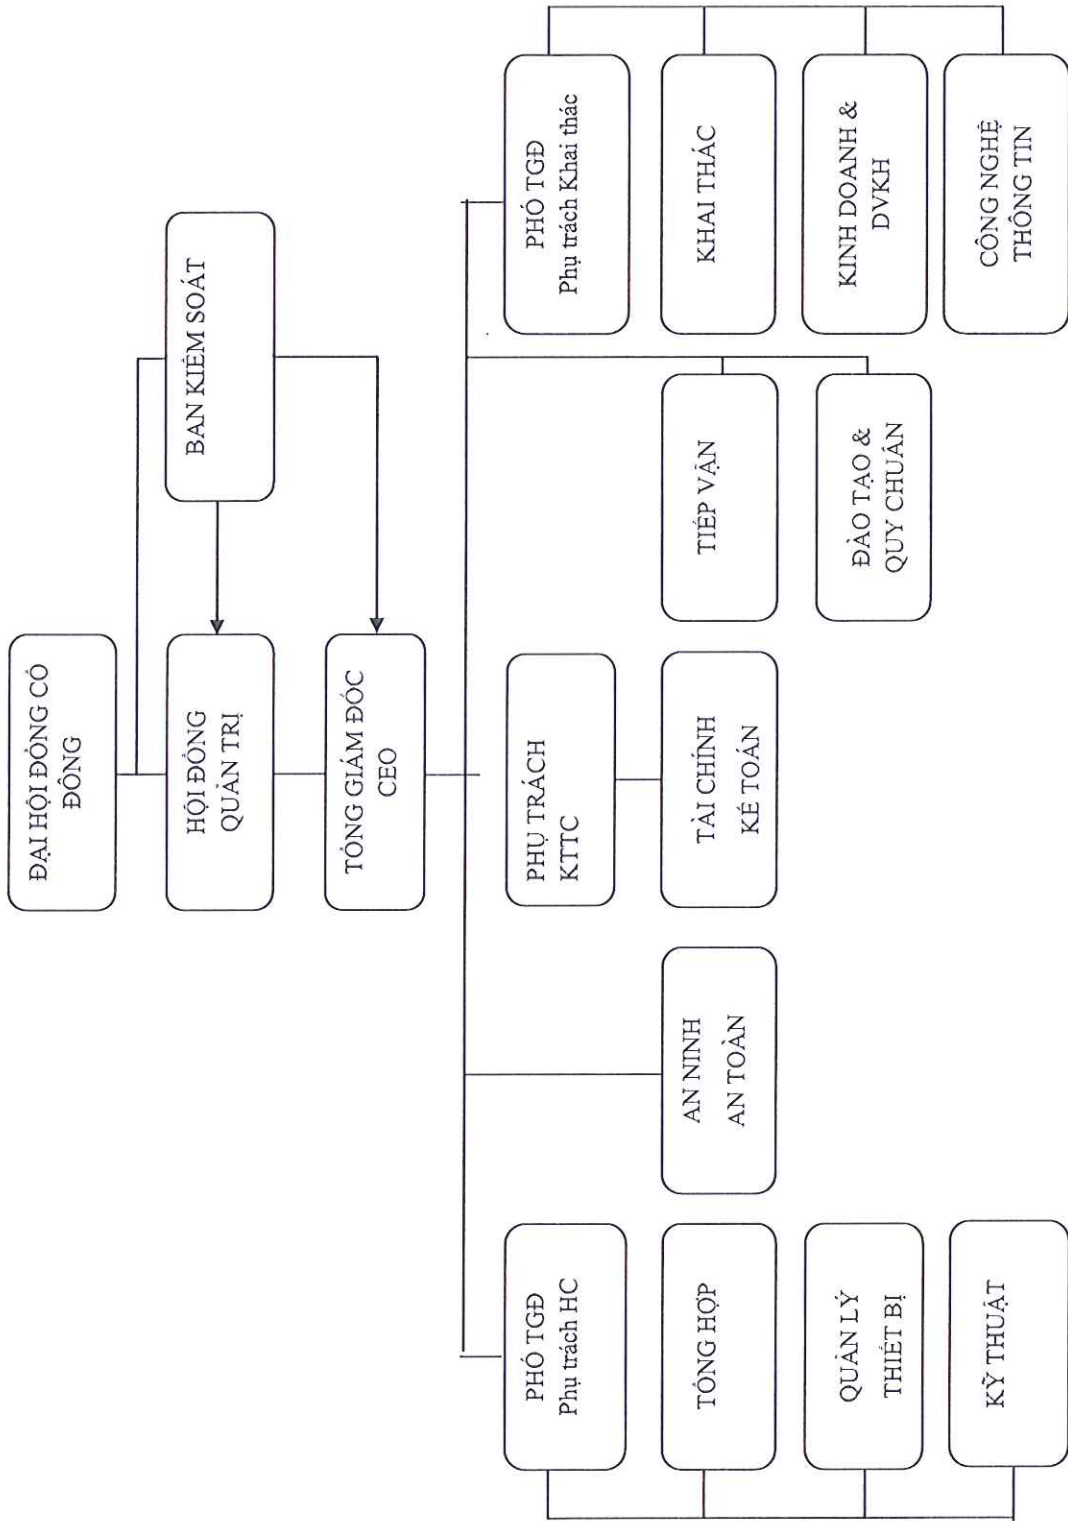 ĐẠI HỘI ĐỒNG CỔ
ĐÔNG
HỘI ĐỒNG
QUẢN TRỊ
BAN KIỂM SOÁT
TỔNG GIÁM ĐỐC
CEO
PHÓ TGĐ
Phụ trách HC
PHỤ TRÁCH
KTTC
PHÓ TGĐ
Phụ trách Khai thác
TỔNG HỢP
AN NINH
AN TOÀN
TÀI CHÍNH
KẾ TOÁN
TIẾP VẬN
KHAI THÁC
QUẢN LÝ
THIẾT BỊ
ĐÀO TẠO &
QUY CHUẨN
KINH DOANH &
DVKH
KỸ THUẬT
CÔNG NGHỆ
THÔNG TIN